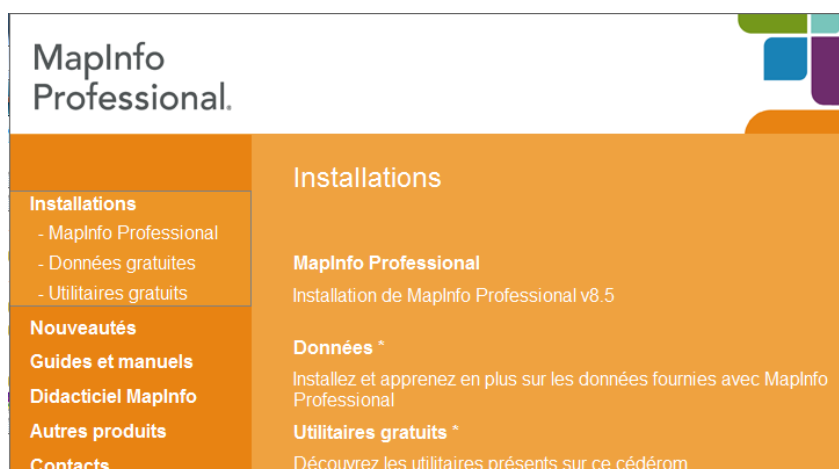 MapInfo
Professional®
Installations
- MapInfo Professional
- Données gratuites
- Utilitaires gratuits
Nouveautés
Guides et manuels
Didacticiel MapInfo
Autres produits
Contacts
Installations
MapInfo Professional
Installation de MapInfo Professional v8.5
Données *
Installez et apprenez en plus sur les données fournies avec MapInfo
Professional
Utilitaires gratuits *
Découvrez les utilitaires présents sur ce cédérom